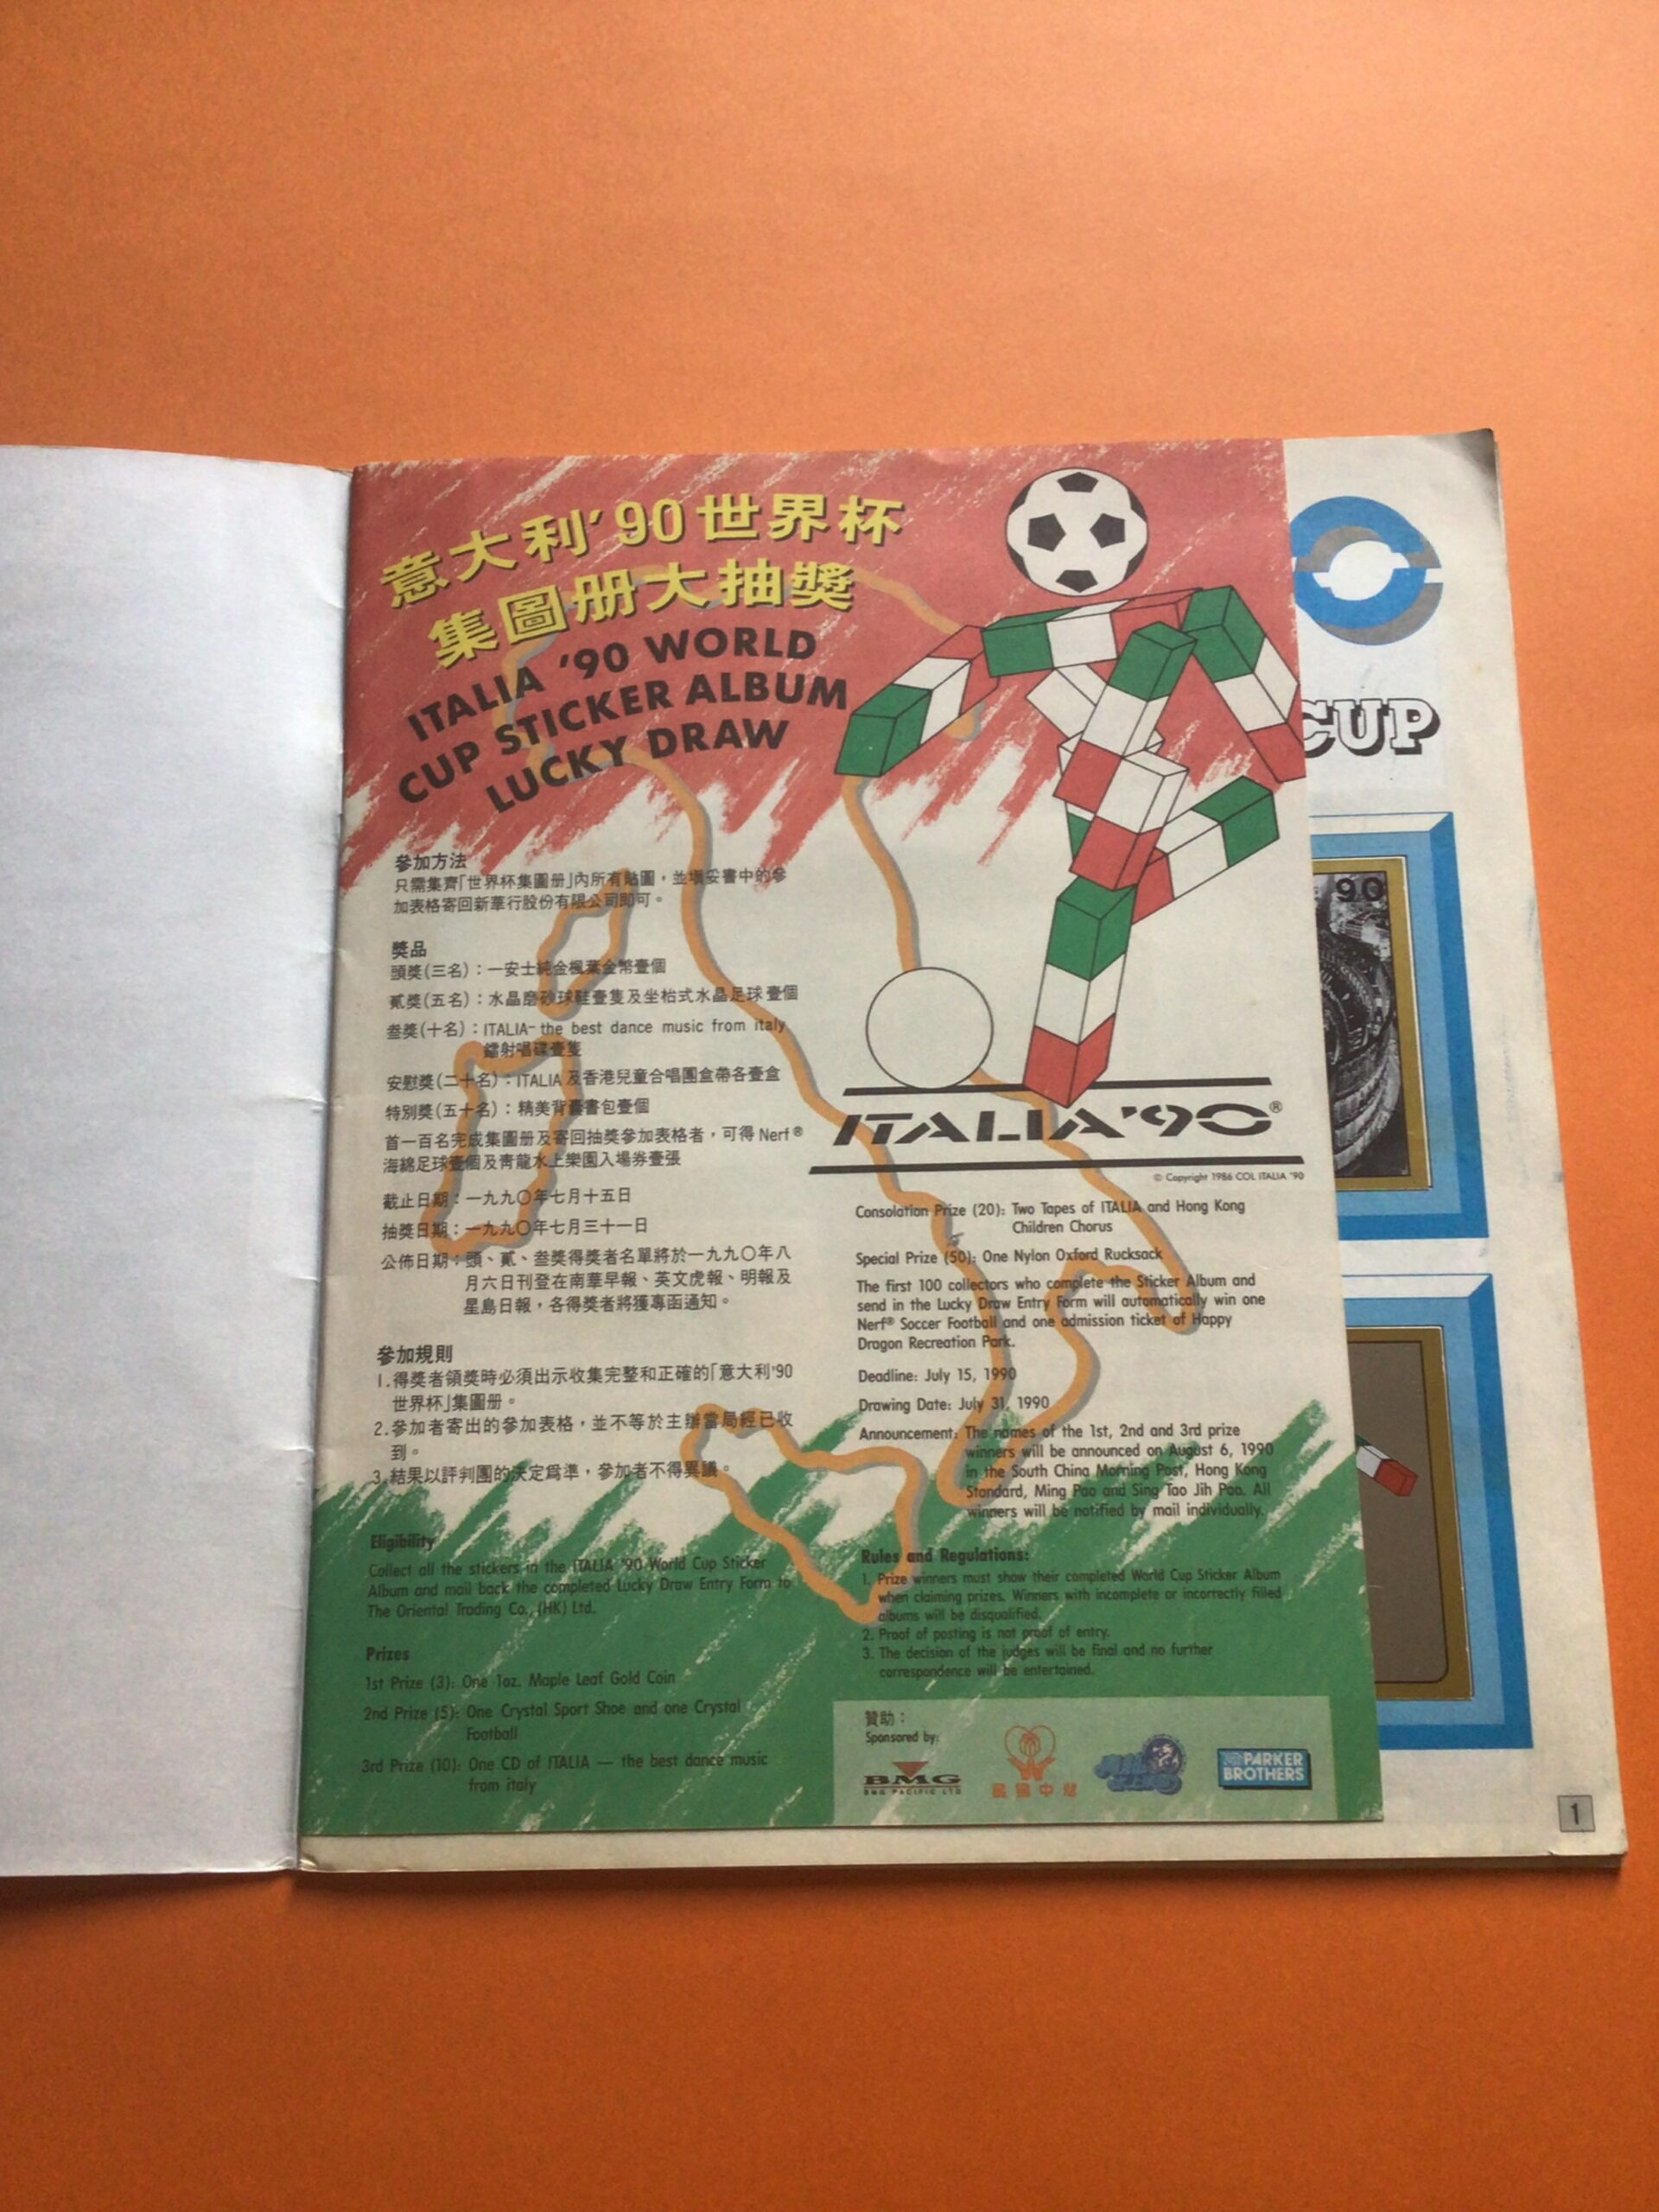 意大利'90世界杯
集圖册大抽獎
ITALIA '90 WORLD
CUP STICKER ALBUM
LUCKY DRAW
參加方法
只需集齊「世界杯集圖册」內所有貼圖，並填妥書中的參
加表格寄回新華行股份有限公司即可。
獎品
頭獎(三名)：一安士純金楓葉金幣壹個
貳獎(五名)：水晶磨砂球鞋壹隻及坐枱式水晶足球壹個
叁獎(十名)：ITALIA- the best dance music from italy
鐳射唱碟壹隻
安慰獎(二十名)：ITALIA 及香港兒童合唱團盒帶各壹盒
特別獎(五十名)：精美背囊書包壹個
首一百名完成集圖册及寄回抽獎參加表格者，可得 Nerf®
海綿足球壹個及青龍水上樂園入場券壹張
截止日期：一九九〇年七月十五日
抽獎日期：一九九〇年七月三十一日
公佈日期：頭、貳、叁獎得獎者名單將於一九九〇年八
月六日刊登在南華早報、英文虎報、明報及
星島日報，各得獎者將獲專函通知。
參加規則
1.得獎者領獎時必須出示收集完整和正確的「意大利'90
世界杯」集圖册。
2.參加者寄出的參加表格，並不等於主辦當局經已收
到。
3.結果以評判團的決定爲準，參加者不得異議。
Eligibility
Collect all the stickers in the ITALIA '90 World Cup Sticker
Album and mail back the completed Lucky Draw Entry Form to
The Oriental Trading Co., (HK) Ltd.
Prizes
1st Prize (3): One 1oz. Maple Leaf Gold Coin
2nd Prize (5): One Crystal Sport Shoe and one Crystal
Football
3rd Prize (10): One CD of ITALIA — the best dance music
from italy
ITALIA'90®
© Copyright 1986 COL ITALIA '90
Consolation Prize (20): Two Tapes of ITALIA and Hong Kong
Children Chorus
Special Prize (50): One Nylon Oxford Rucksack
The first 100 collectors who complete the Sticker Album and
send in the Lucky Draw Entry Form will automatically win one
Nerf® Soccer Football and one admission ticket of Happy
Dragon Recreation Park.
Deadline: July 15, 1990
Drawing Date: July 31, 1990
Announcement: The names of the 1st, 2nd and 3rd prize
winners will be announced on August 6, 1990
in the South China Morning Post, Hong Kong
Standard, Ming Pao and Sing Tao Jih Pao. All
winners will be notified by mail individually.
Rules and Regulations:
1. Prize winners must show their completed World Cup Sticker Album
when claiming prizes. Winners with incomplete or incorrectly filled
albums will be disqualified.
2. Proof of posting is not proof of entry.
3. The decision of the judges will be final and no further
correspondence will be entertained.
贊助：
Sponsored by:
BMG
BMG PACIFIC LTD
PARKER
BROTHERS
CUP
90
1